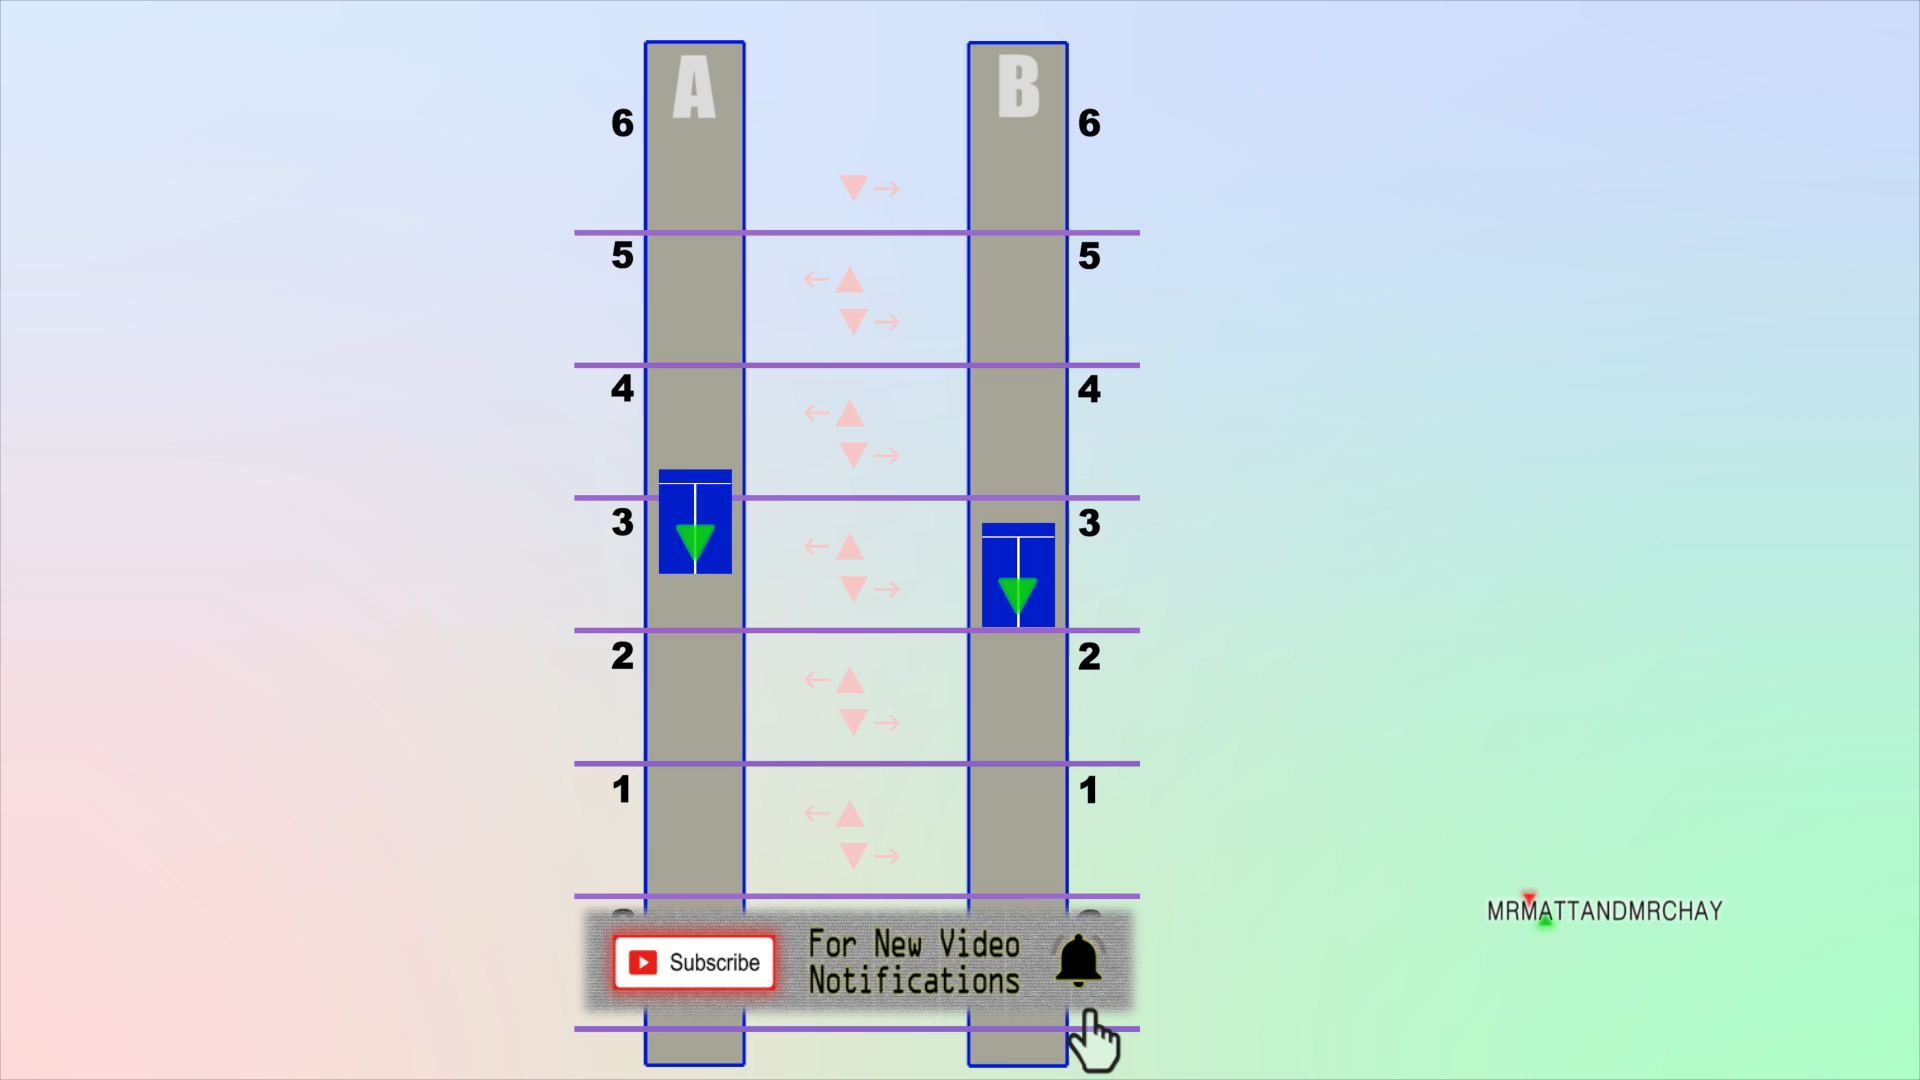 A B
6 6
5 5
4 4
3 3
2 2
1 1
MRMATTANDMRCHAY
Subscribe
For New Video
Notifications